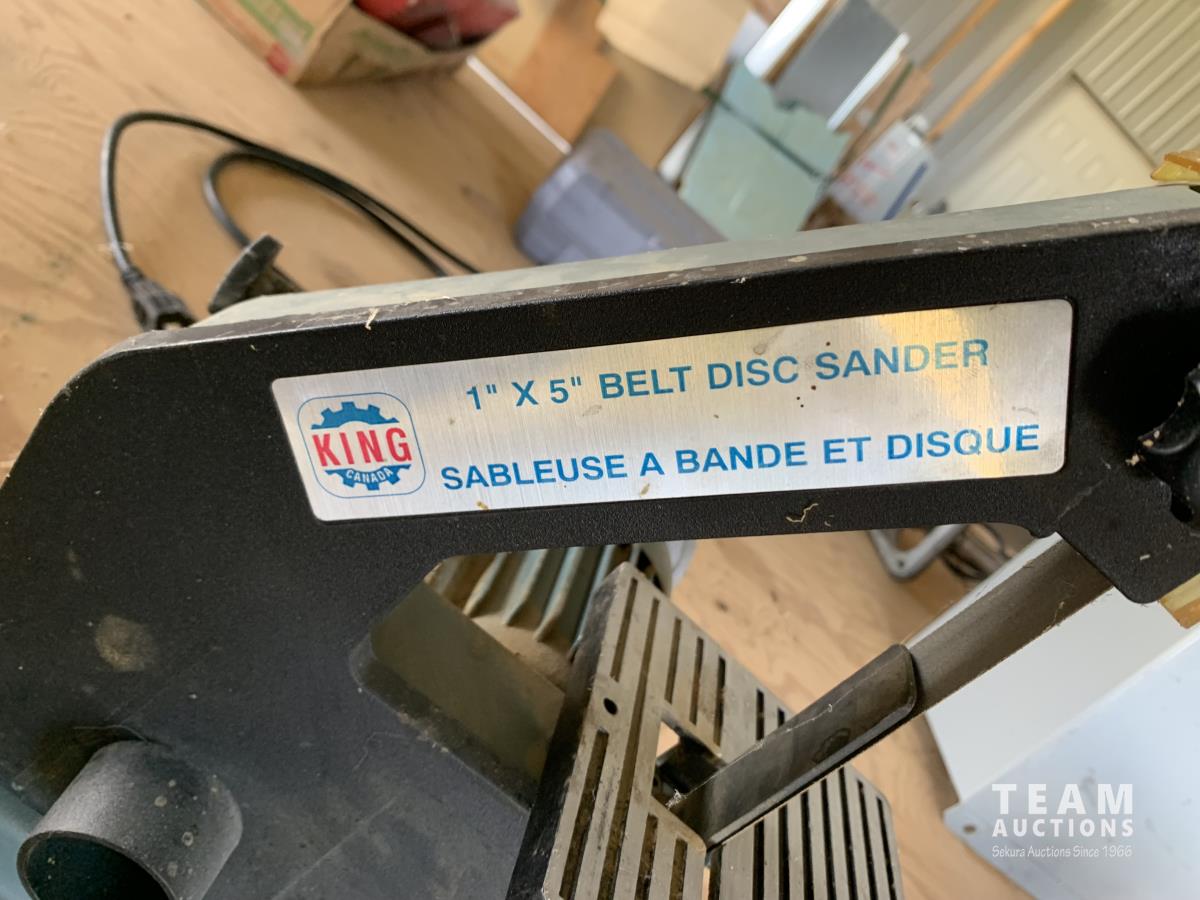 1" X 5" BELT DISC SANDER
KING
CANADA
SABLEUSE A BANDE ET DISQUE
TEAM
AUCTIONS
Sekura Auctions Since 1966